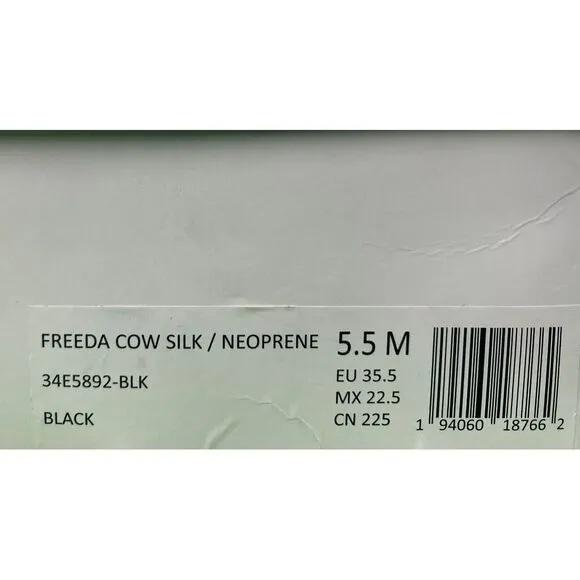 FREEDA COW SILK / NEOPRENE 5.5 M
34E5892-BLK EU 35.5
MX 22.5
BLACK CN 225
1 94060 18766 2